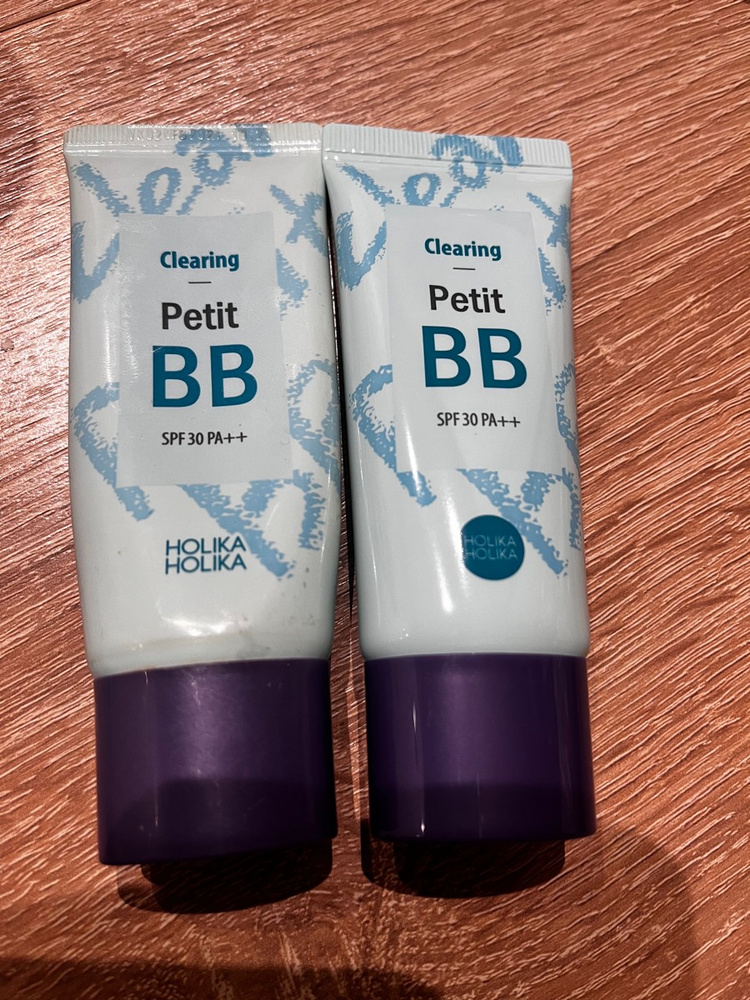 Clearing
Petit
BB
SPF 30 PA++
HOLIKA
HOLIKA
Clearing
Petit
BB
SPF 30 PA++
HOLIKA
HOLIKA